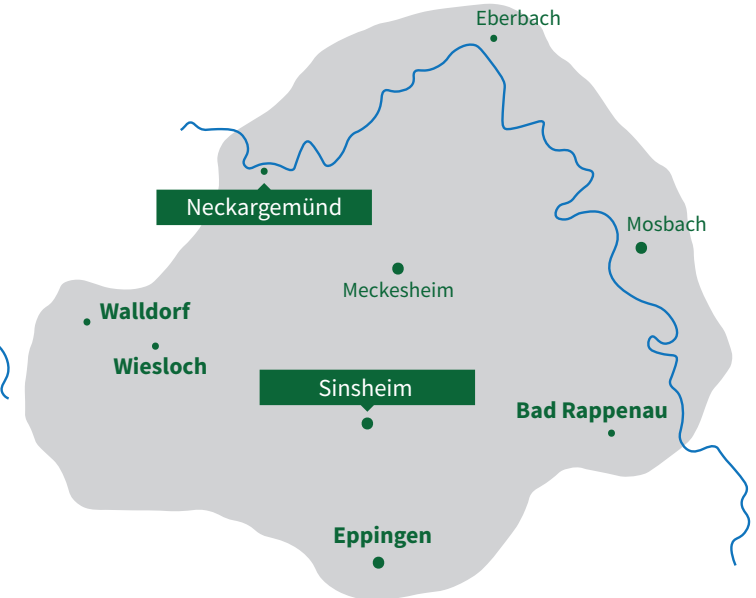 Eberbach
Neckargemünd
Mosbach
Meckesheim
Walldorf
Wiesloch
Sinsheim
Bad Rappenau
Eppingen